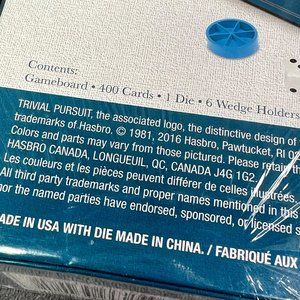 Contents:
Gameboard • 400 Cards • 1 Die • 6 Wedge Holders
TRIVIAL PURSUIT, the associated logo, the distinctive design of
trademarks of Hasbro. © 1981, 2016 Hasbro, Pawtucket, RI 02
Colors and parts may vary from those pictured. Please retain th
HASBRO CANADA, LONGUEUIL, QC, CANADA J4G 1G2.
Les couleurs et les pièces peuvent différer de celles illustrées.
All third party trademarks and proper names mentioned in this
nor the named parties have endorsed, sponsored, or licensed s
ADE IN USA WITH DIE MADE IN CHINA. / FABRIQUÉ AUX